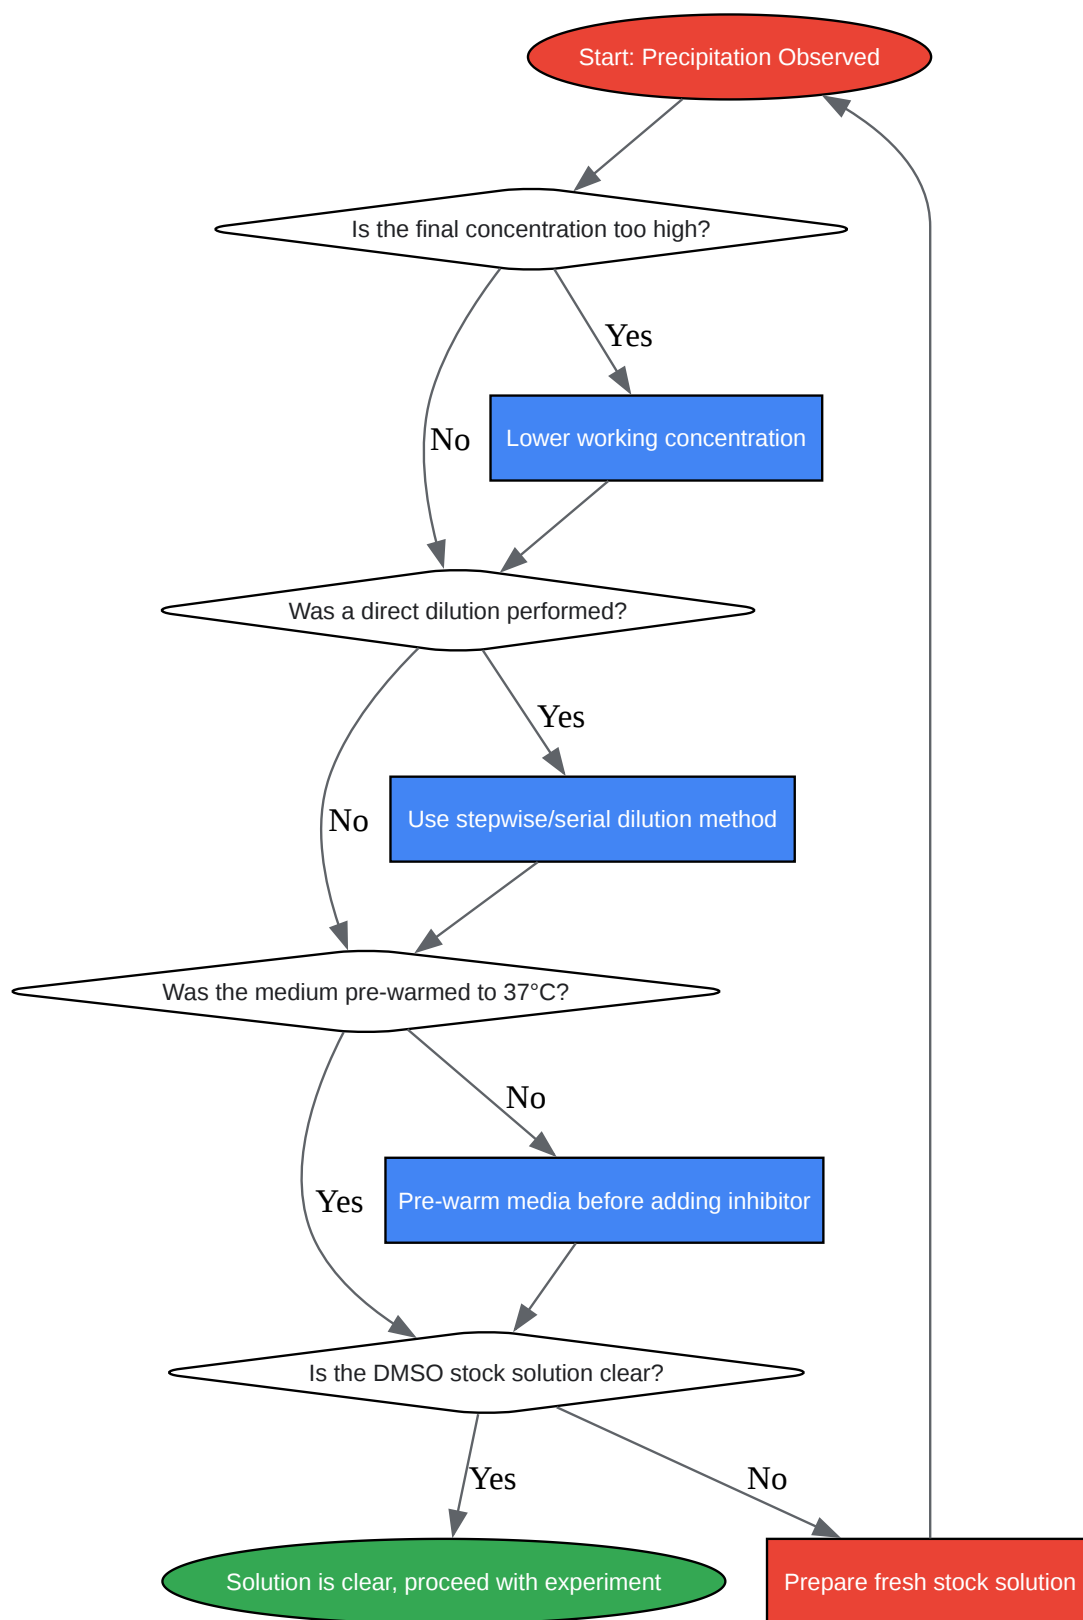 Start: Precipitation Observed
Is the final concentration too high?
Yes
No
Lower working concentration
Was a direct dilution performed?
Yes
No
Use stepwise/serial dilution method
Was the medium pre-warmed to 37°C?
No
Yes
Pre-warm media before adding inhibitor
Is the DMSO stock solution clear?
Yes
No
Solution is clear, proceed with experiment
Prepare fresh stock solution